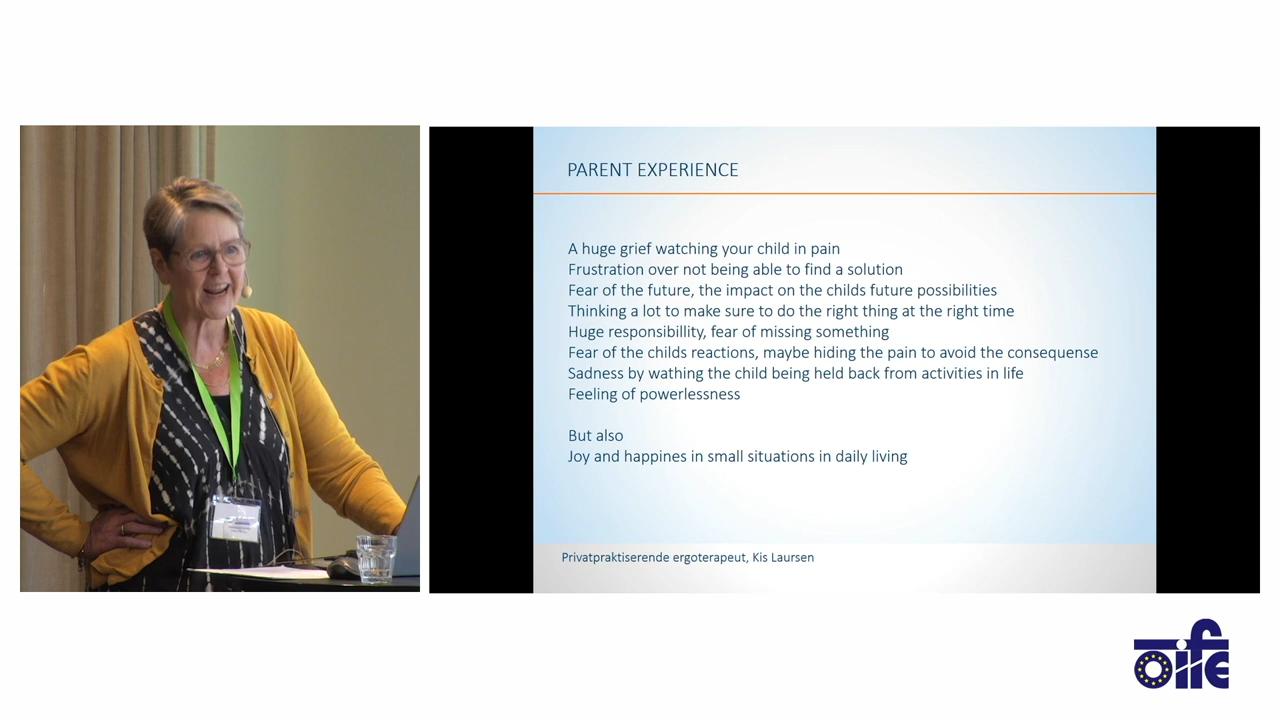 PARENT EXPERIENCE
A huge grief watching your child in pain
Frustration over not being able to find a solution
Fear of the future, the impact on the childs future possibilities
Thinking a lot to make sure to do the right thing at the right time
Huge responsibillity, fear of missing something
Fear of the childs reactions, maybe hiding the pain to avoid the consequense
Sadness by wathing the child being held back from activities in life
Feeling of powerlessness
But also
Joy and happines in small situations in daily living
Privatpraktiserende ergoterapeut, Kis Laursen
oife